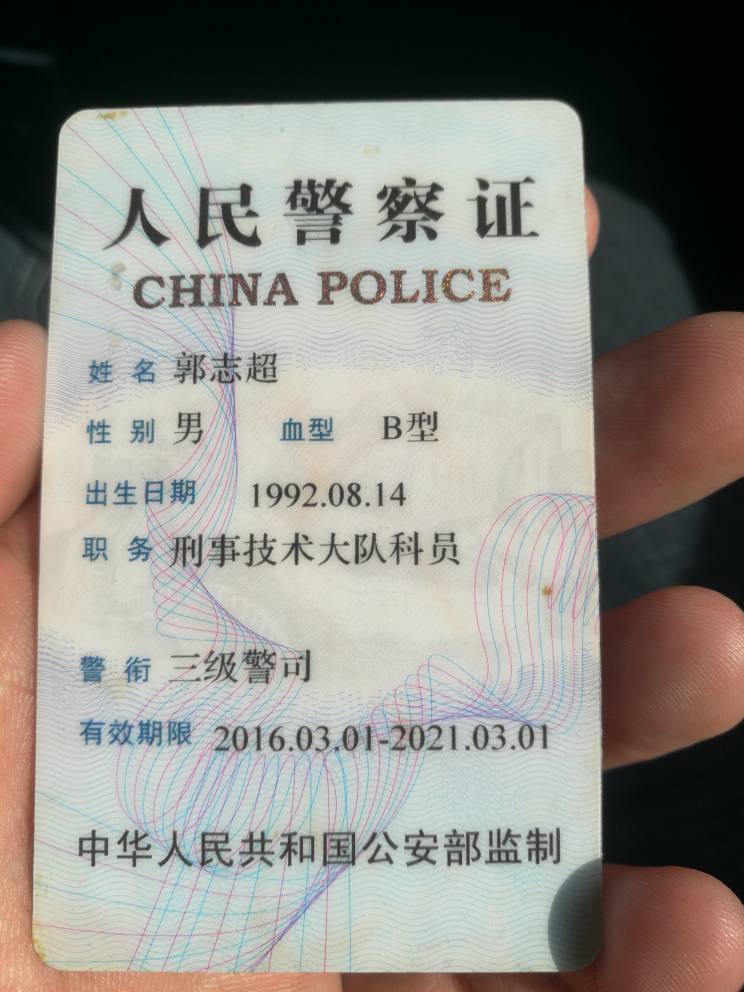 人民警察证
CHINA POLICE
姓 名 郭志超
性 别 男 血型 B型
出生日期 1992.08.14
职 务 刑事技术大队科员
警 衔 三级警司
有效期限 2016.03.01-2021.03.01
中华人民共和国公安部监制